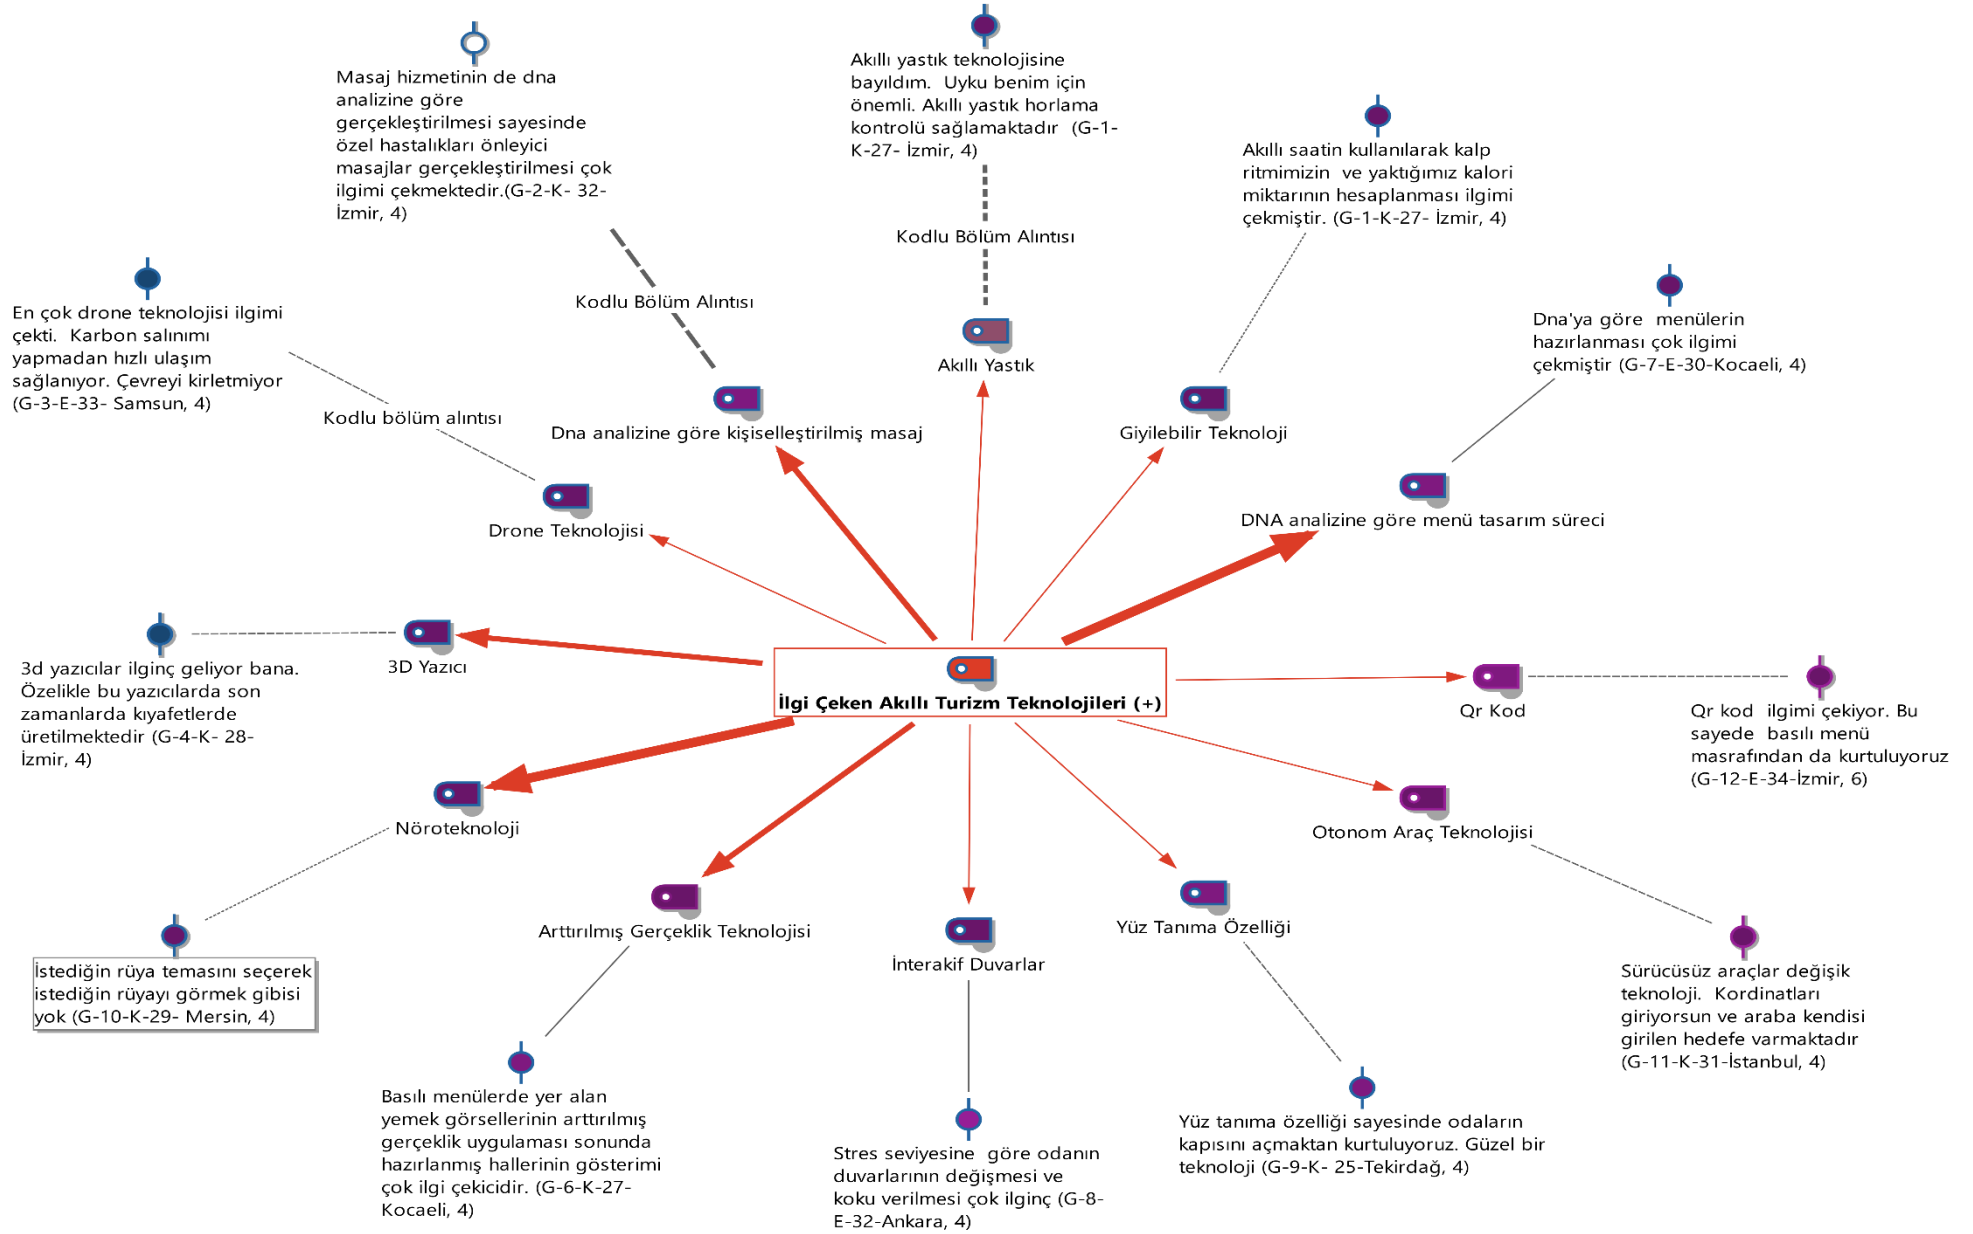 Masaj hizmetinin de dna
analizine göre
gerçekleştirilmesi sayesinde
özel hastalıkları önleyici
masajlar gerçekleştirilmesi çok
ilgimi çekmektedir.(G-2-K- 32-
İzmir, 4)
Akıllı yastık teknolojisine
bayıldım. Uyku benim için
önemli. Akıllı yastık horlama
kontrolü sağlamaktadır (G-1-
K-27- İzmir, 4)
Akıllı saatin kullanılarak kalp
ritmimizin ve yaktığımız kalori
miktarının hesaplanması ilgimi
çekmiştir. (G-1-K-27- İzmir, 4)
Kodlu Bölüm Alıntısı
Kodlu Bölüm Alıntısı
En çok drone teknolojisi ilgimi
çekti. Karbon salınımı
yapmadan hızlı ulaşım
sağlanıyor. Çevreyi kirletmiyor
(G-3-E-33- Samsun, 4)
Dna'ya göre menülerin
hazırlanması çok ilgimi
çekmiştir (G-7-E-30-Kocaeli, 4)
Akıllı Yastık
Kodlu bölüm alıntısı
Dna analizine göre kişiselleştirilmiş masaj
Giyilebilir Teknoloji
Drone Teknolojisi
DNA analizine göre menü tasarım süreci
3D Yazıcı
3d yazıcılar ilginç geliyor bana.
Özelikle bu yazıcılarda son
zamanlarda kıyafetlerde
üretilmektedir (G-4-K- 28-
İzmir, 4)
İlgi Çeken Akıllı Turizm Teknolojileri (+)
Qr Kod
Qr kod ilgimi çekiyor. Bu
sayede basılı menü
masrafından da kurtuluyoruz
(G-12-E-34-İzmir, 6)
Nöroteknoloji
Otonom Araç Teknolojisi
Arttırılmış Gerçeklik Teknolojisi
İnterakif Duvarlar
Yüz Tanıma Özelliği
İstediğin rüya temasını seçerek
istediğin rüyayı görmek gibisi
yok (G-10-K-29- Mersin, 4)
Sürücüsüz araçlar değişik
teknoloji. Kordinatları
giriyorsun ve araba kendisi
girilen hedefe varmaktadır
(G-11-K-31-İstanbul, 4)
Basılı menülerde yer alan
yemek görsellerinin arttırılmış
gerçeklik uygulaması sonunda
hazırlanmış hallerinin gösterimi
çok ilgi çekicidir. (G-6-K-27-
Kocaeli, 4)
Stres seviyesine göre odanın
duvarlarının değişmesi ve
koku verilmesi çok ilginç (G-8-
E-32-Ankara, 4)
Yüz tanıma özelliği sayesinde odaların
kapısını açmaktan kurtuluyoruz. Güzel bir
teknoloji (G-9-K- 25-Tekirdağ, 4)